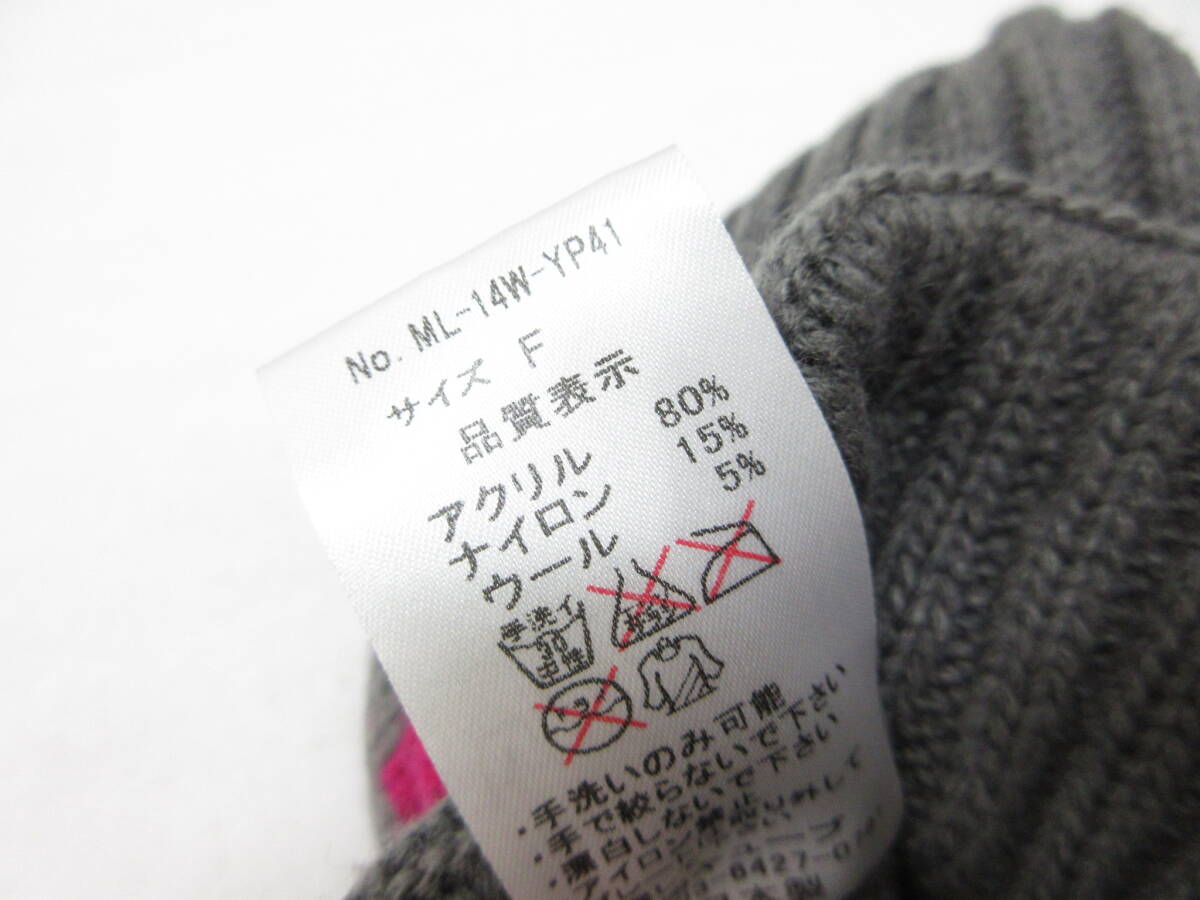 No. ML-14W-YP41
サイズ F
品質表示
アクリル 80%
ナイロン 15%
ウール 5%
手洗イ
30
中性
・手洗いのみ可能
・手で絞らないで下さい
・漂白しないで下さい